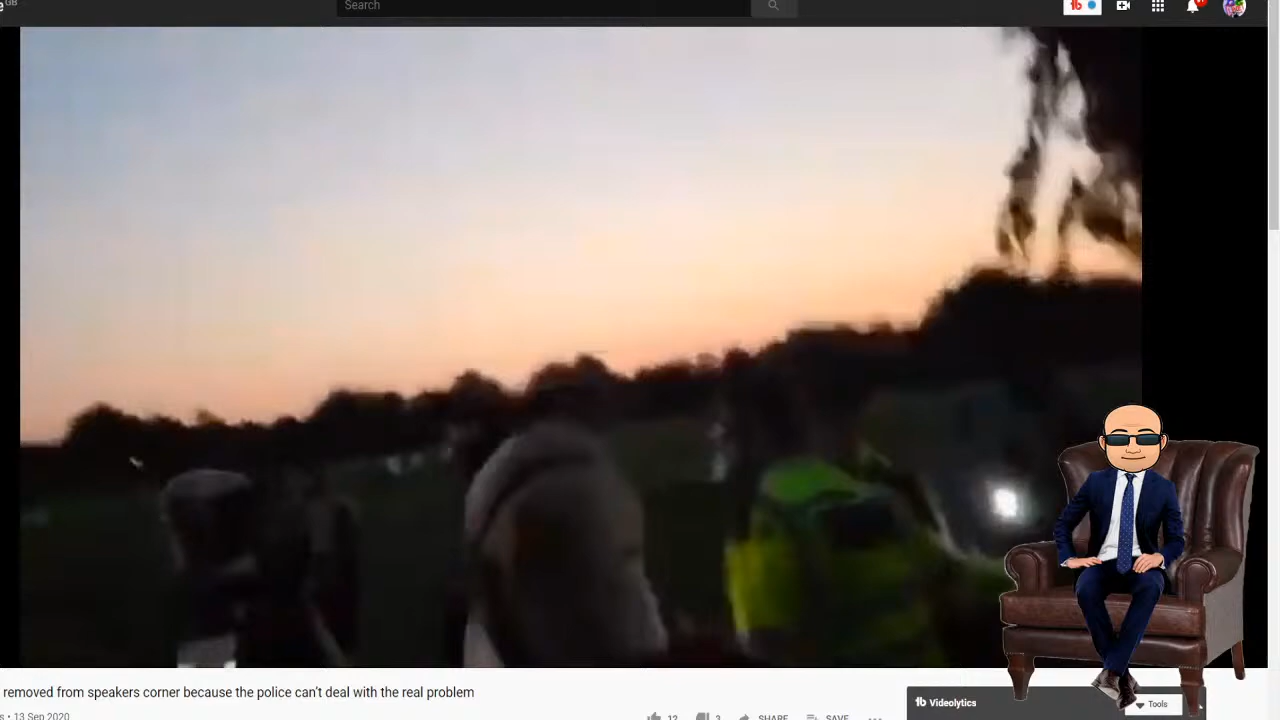 GB
Search
removed from speakers corner because the police can't deal with the real problem
13 Sep 2020
12
3
SHARE
SAVE
Videolytics
Tools